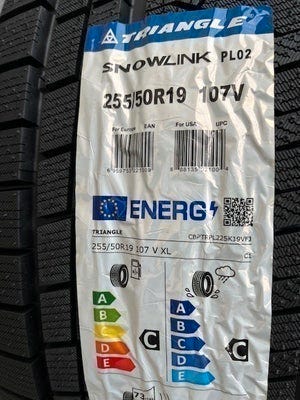 TRIANGLE
SNOWLINK PL02
255/50R19 107V
For Europe EAN For USA UPC
ENERG
TRIANGLE
255/50R19 107 V XL C1
A A
B B
C C
D D
E E
C C
73